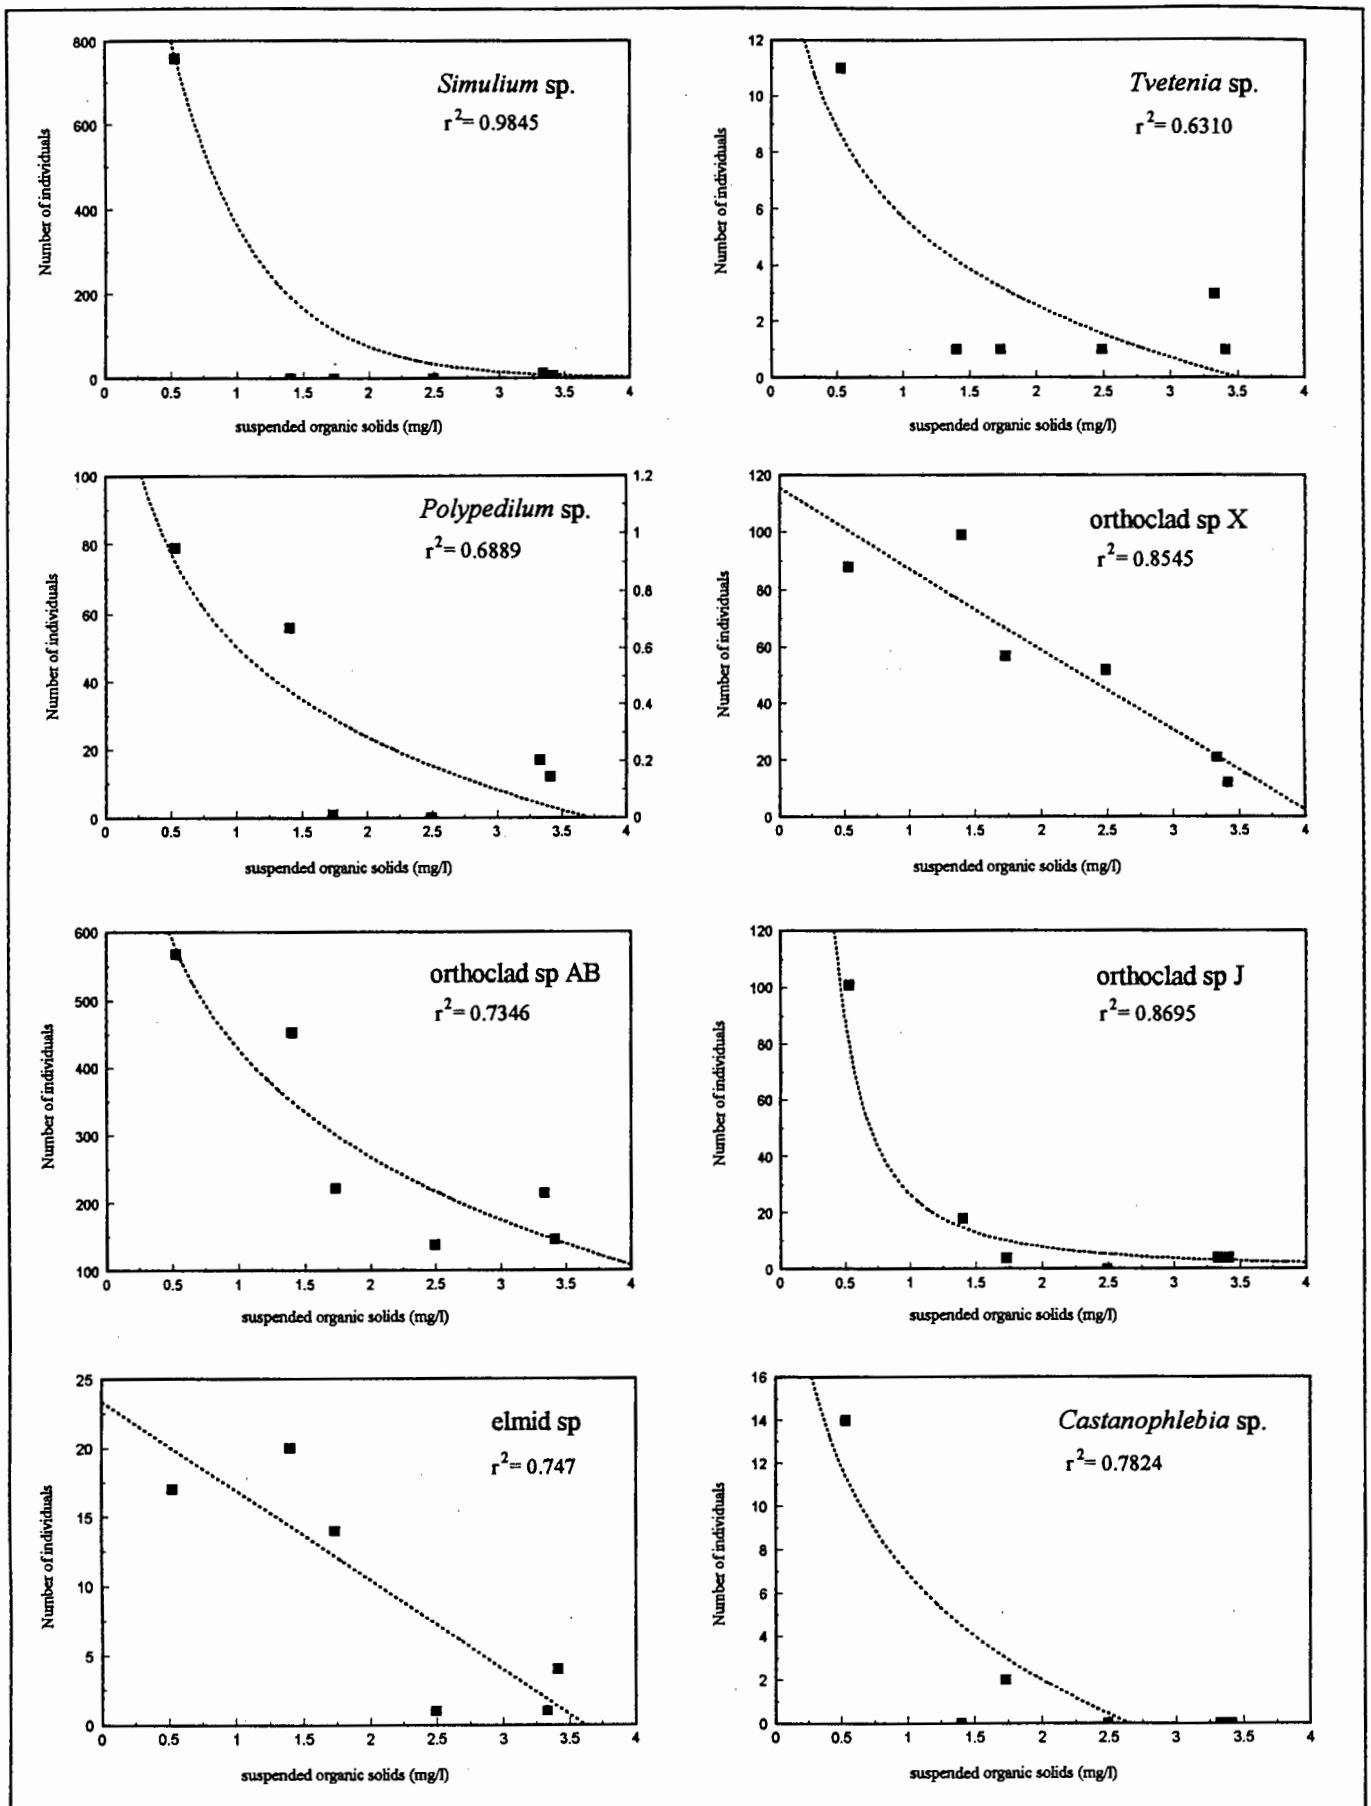 Simulium sp.
r²= 0.9845
Number of individuals
800
600
400
200
0
0 0.5 1 1.5 2 2.5 3 3.5 4
suspended organic solids (mg/l)
Tvetenia sp.
r²= 0.6310
Number of individuals
12
10
8
6
4
2
0
0 0.5 1 1.5 2 2.5 3 3.5 4
suspended organic solids (mg/l)
Polypedilum sp.
r²= 0.6889
Number of individuals
100
80
60
40
20
0
1.2
1
0.8
0.6
0.4
0.2
0
0 0.5 1 1.5 2 2.5 3 3.5 4
suspended organic solids (mg/l)
orthoclad sp X
r²= 0.8545
Number of individuals
120
100
80
60
40
20
0
0 0.5 1 1.5 2 2.5 3 3.5 4
suspended organic solids (mg/l)
orthoclad sp AB
r²= 0.7346
Number of individuals
600
500
400
300
200
100
0 0.5 1 1.5 2 2.5 3 3.5 4
suspended organic solids (mg/l)
orthoclad sp J
r²= 0.8695
Number of individuals
120
100
80
60
40
20
0
0 0.5 1 1.5 2 2.5 3 3.5 4
suspended organic solids (mg/l)
elmid sp
r²= 0.747
Number of individuals
25
20
15
10
5
0
0 0.5 1 1.5 2 2.5 3 3.5 4
suspended organic solids (mg/l)
Castanophlebia sp.
r²= 0.7824
Number of individuals
16
14
12
10
8
6
4
2
0
0 0.5 1 1.5 2 2.5 3 3.5 4
suspended organic solids (mg/l)